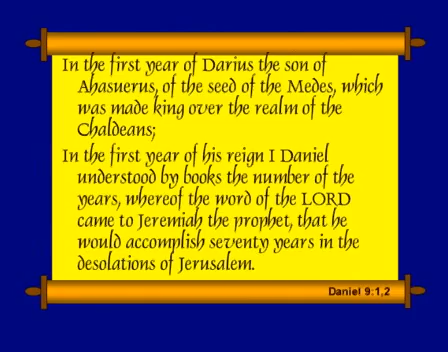 In the first year of Darius the son of
Ahasuerus, of the seed of the Medes, which
was made king over the realm of the
Chaldeans;
In the first year of his reign I Daniel
understood by books the number of the
years, whereof the word of the LORD
came to Jeremiah the prophet, that he
would accomplish seventy years in the
desolations of Jerusalem.
Daniel 9:1,2